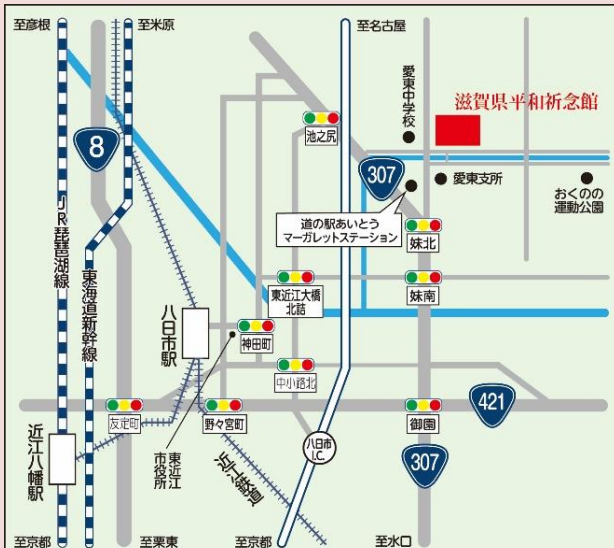 至彦根
至米原
至名古屋
8
愛東
中学校
滋賀県平和祈念館
池之尻
307
愛東支所
おくのの
運動公園
道の駅あいとう
マーガレットステーション
妹北
JR琵琶湖線
東海道新幹線
東近江大橋
北詰
妹南
八日市駅
神田町
中小路北
421
友定町
野々宮町
御園
近江八幡駅
東近江
市役所
近江鉄道
八日市
I.C.
307
至京都
至栗東
至京都
至水口